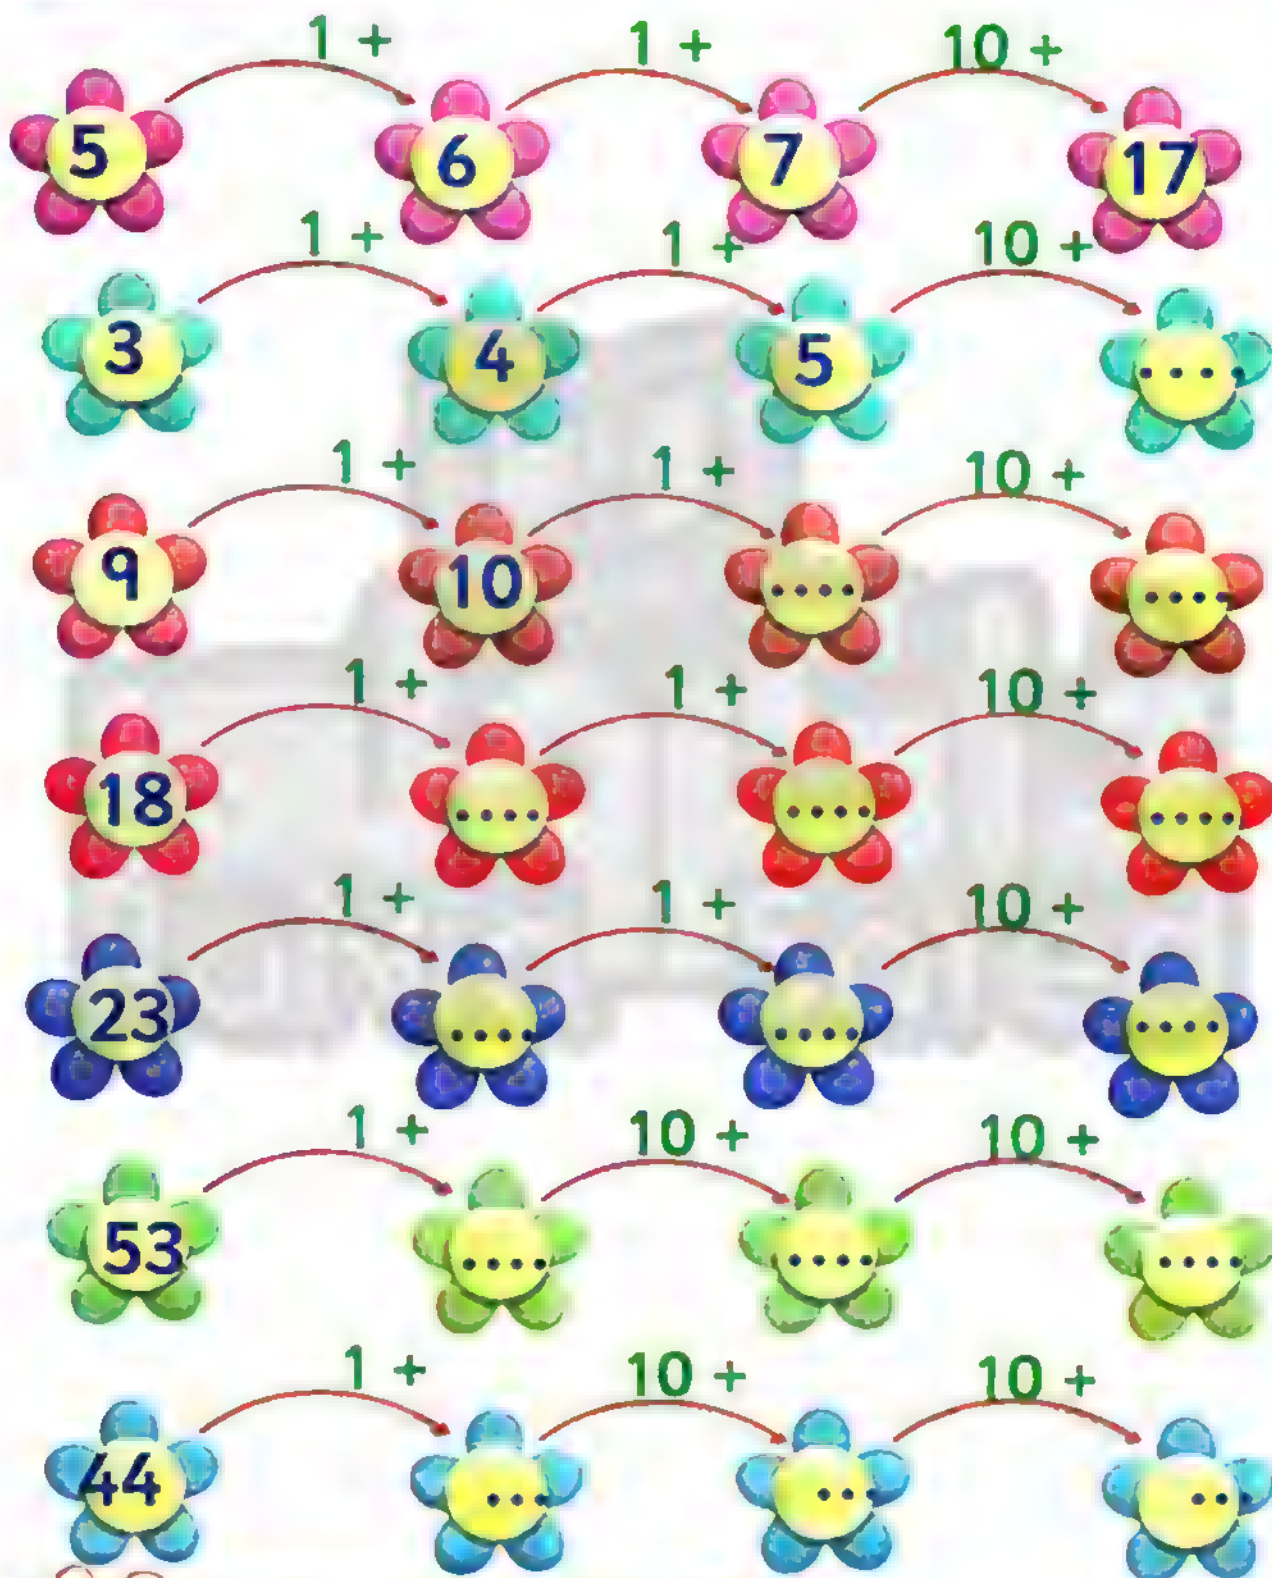 1 + 1 + 10 +
5 6 7 17
1 + 1 + 10 +
3 4 5 ....
1 + 1 + 10 +
9 10 .... ....
1 + 1 + 10 +
18 .... .... ....
1 + 1 + 10 +
23 .... .... ....
1 + 10 + 10 +
53 .... .... ....
1 + 10 + 10 +
44 ... .. ..